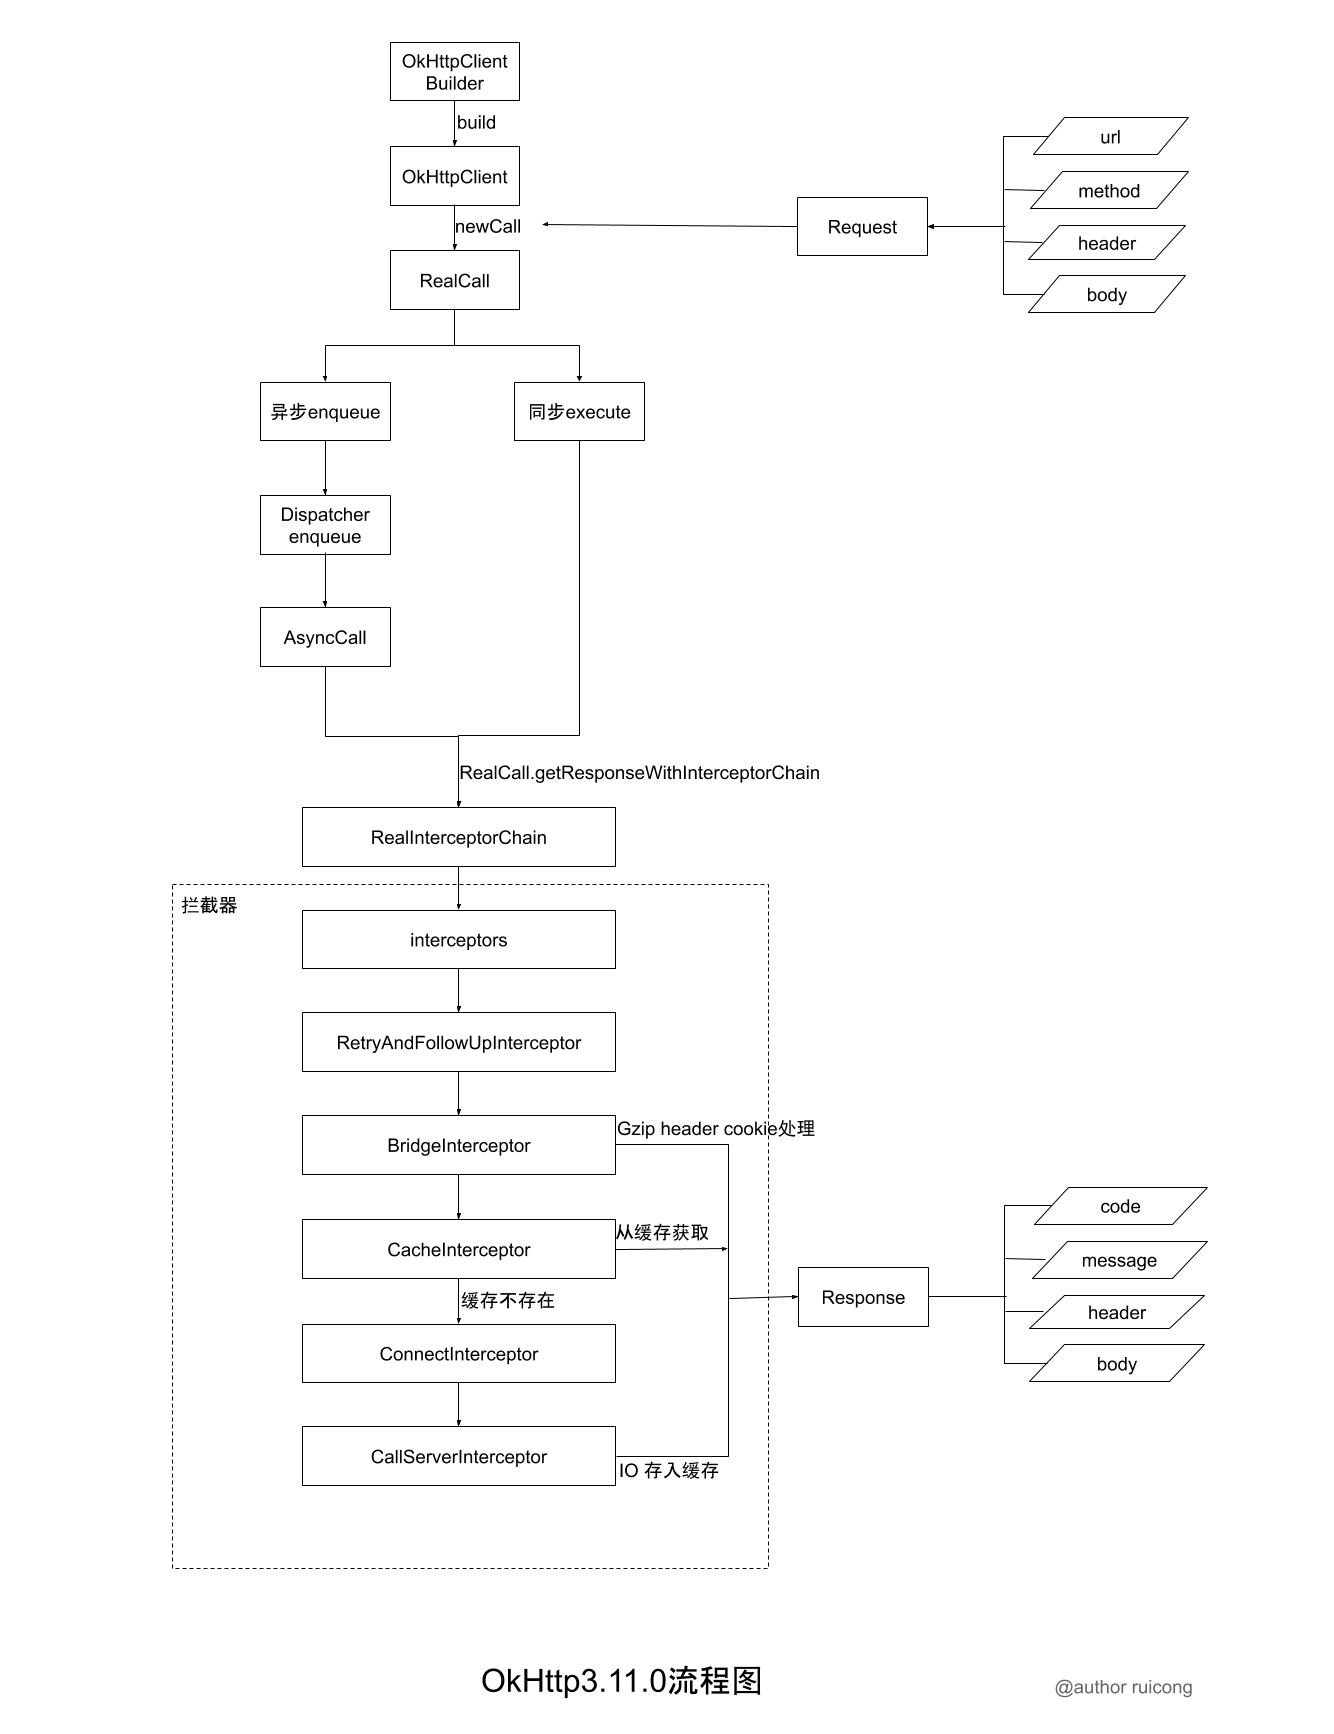 OkHttpClient
Builder
build
OkHttpClient
newCall
RealCall
Request
url
method
header
body
异步enqueue
同步execute
Dispatcher
enqueue
AsyncCall
RealCall.getResponseWithInterceptorChain
RealInterceptorChain
拦截器
interceptors
RetryAndFollowUpInterceptor
BridgeInterceptor
Gzip header cookie处理
CacheInterceptor
从缓存获取
缓存不存在
ConnectInterceptor
CallServerInterceptor
IO 存入缓存
Response
code
message
header
body
OkHttp3.11.0流程图
@author ruicong